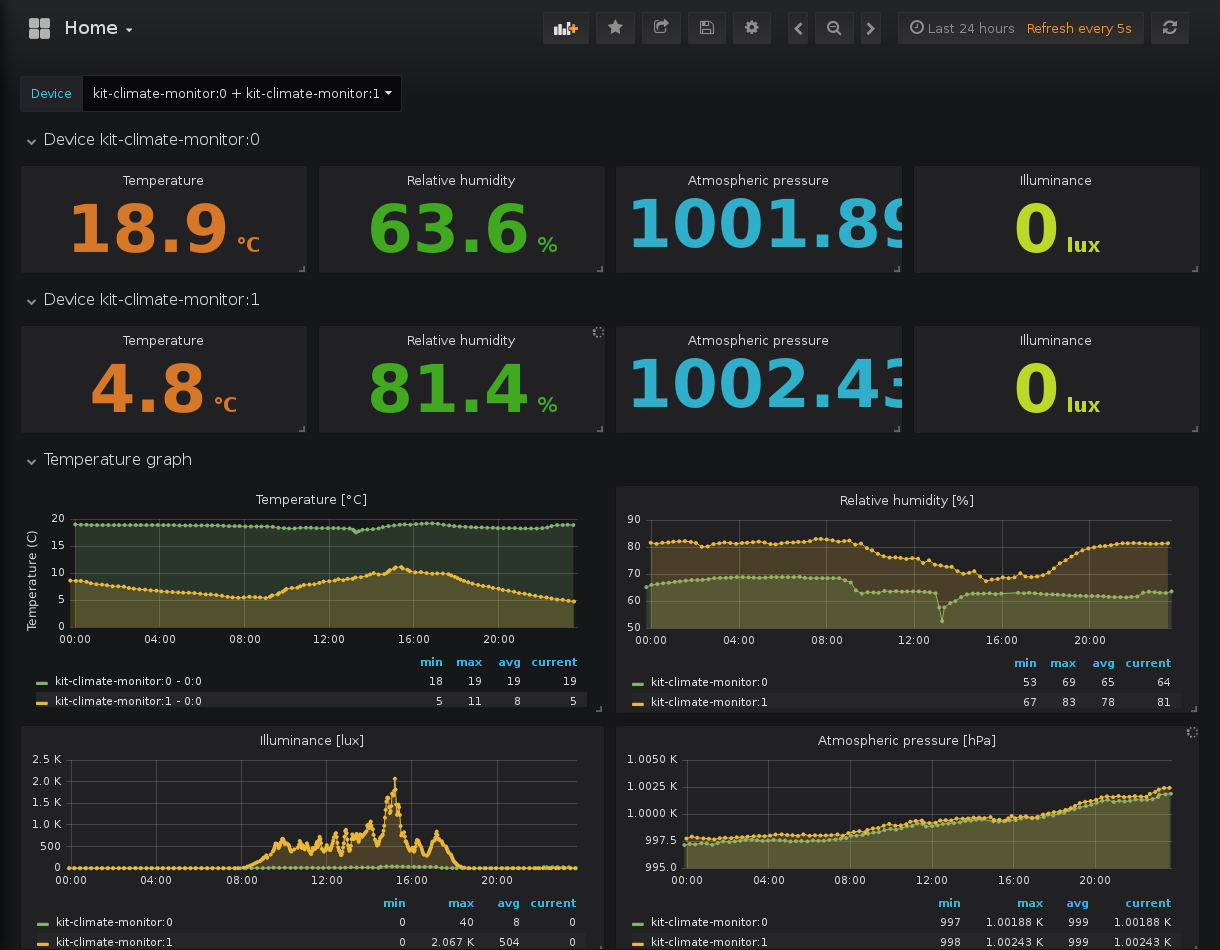 Home
Last 24 hours Refresh every 5s
Device kit-climate-monitor:0 + kit-climate-monitor:1
Device kit-climate-monitor:0
Temperature Relative humidity Atmospheric pressure Illuminance
18.9 °C 63.6 % 1001.89 0 lux
Device kit-climate-monitor:1
Temperature Relative humidity Atmospheric pressure Illuminance
4.8 °C 81.4 % 1002.43 0 lux
Temperature graph
Temperature [°C]
Temperature (C)
20
15
10
5
0
00:00 04:00 08:00 12:00 16:00 20:00
min max avg current
kit-climate-monitor:0 - 0:0 18 19 19 19
kit-climate-monitor:1 - 0:0 5 11 8 5
Relative humidity [%]
90
80
70
60
50
00:00 04:00 08:00 12:00 16:00 20:00
min max avg current
kit-climate-monitor:0 53 69 65 64
kit-climate-monitor:1 67 83 78 81
Illuminance [lux]
2.5 K
2.0 K
1.5 K
1.0 K
500
0
00:00 04:00 08:00 12:00 16:00 20:00
min max avg current
kit-climate-monitor:0 0 40 8 0
kit-climate-monitor:1 0 2.067 K 504 0
Atmospheric pressure [hPa]
1.0050 K
1.0025 K
1.0000 K
997.5
995.0
00:00 04:00 08:00 12:00 16:00 20:00
min max avg current
kit-climate-monitor:0 997 1.00188 K 999 1.00188 K
kit-climate-monitor:1 998 1.00243 K 999 1.00243 K